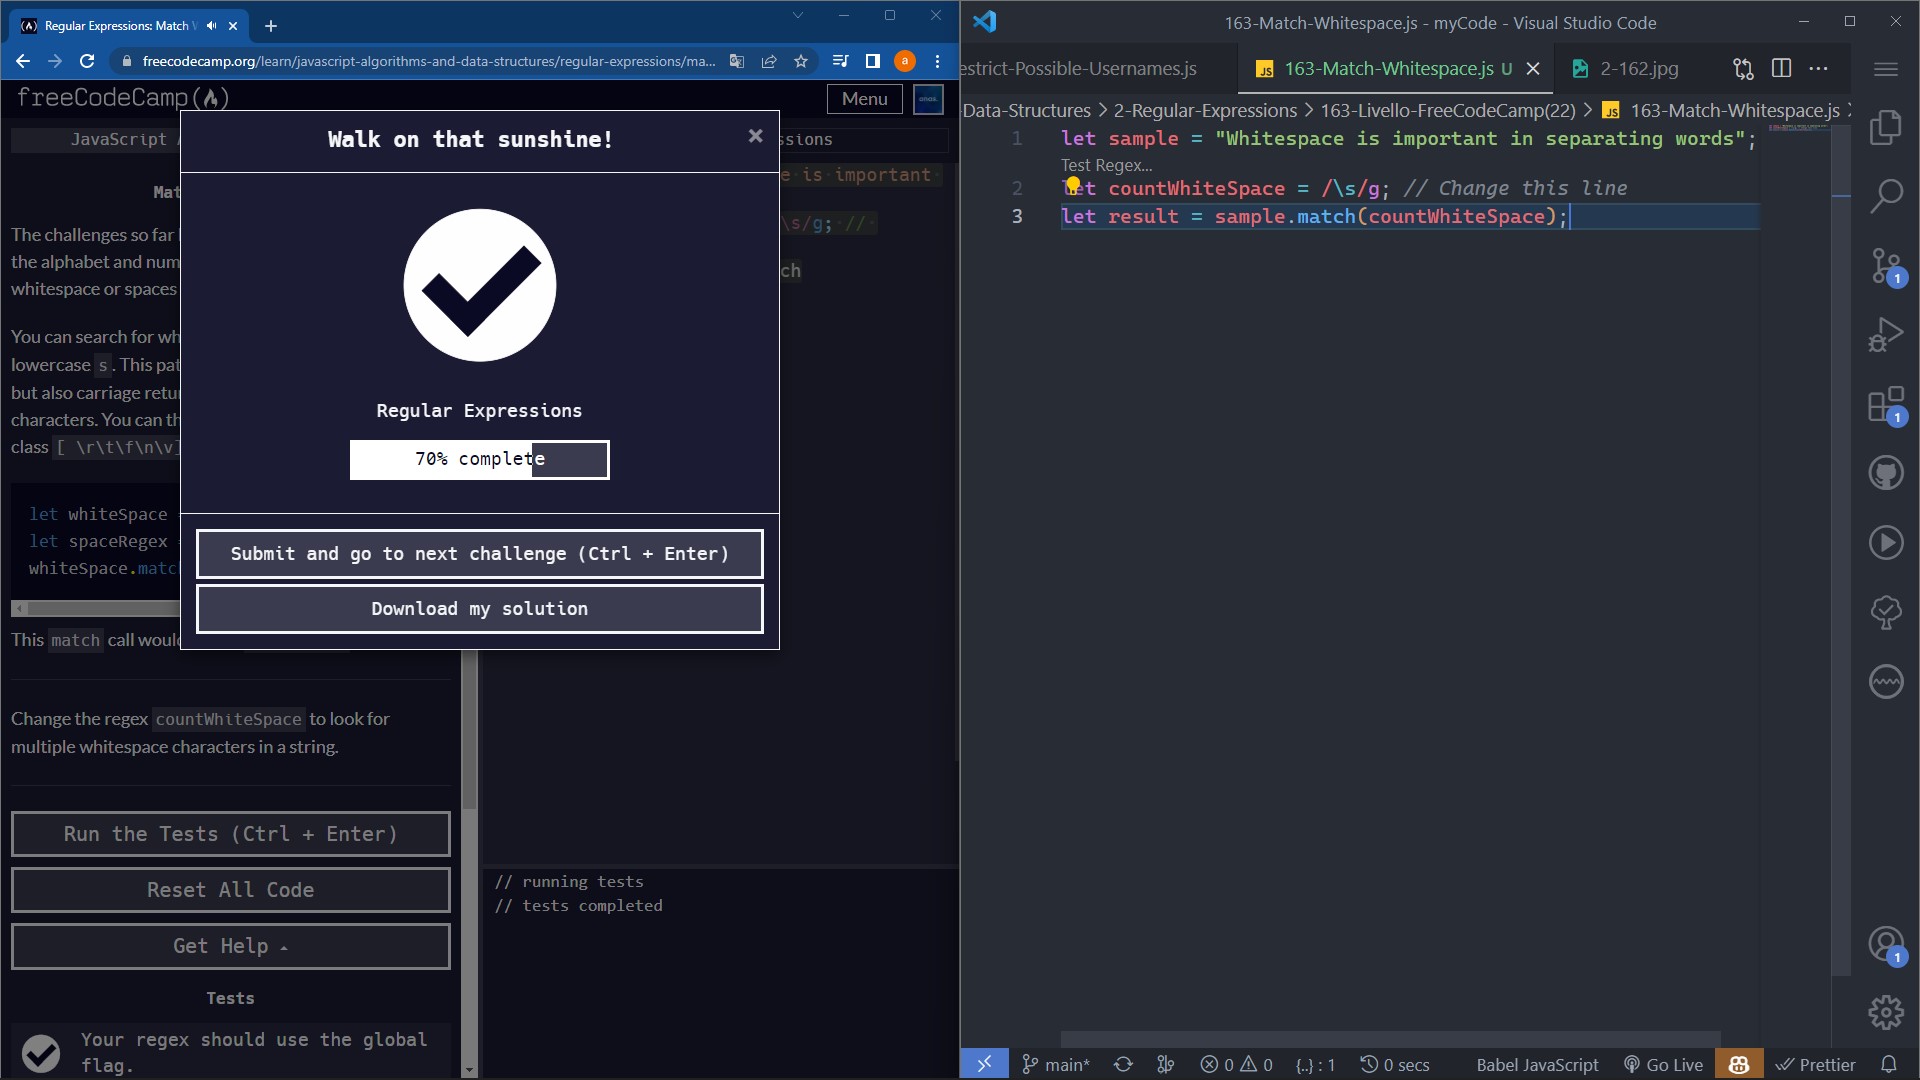 Regular Expressions: Match
freecodecamp.org/learn/javascript-algorithms-and-data-structures/regular-expressions/ma...
a
freeCodeCamp(🔥)
Menu
JavaScript
ssions
Walk on that sunshine!
×
Regular Expressions
70% complete
Submit and go to next challenge (Ctrl + Enter)
Download my solution
Mat
The challenges so far
the alphabet and num
whitespace or spaces
You can search for wh
lowercase s . This pat
but also carriage retur
characters. You can th
class [ \r\t\f\n\v]
let whiteSpace
let spaceRegex =
whiteSpace.match
This match call woul
Change the regex countWhiteSpace to look for
multiple whitespace characters in a string.
Run the Tests (Ctrl + Enter)
Reset All Code
Get Help
Tests
Your regex should use the global
flag.
e is important
\s/g; //
ch
// running tests
// tests completed
163-Match-Whitespace.js - myCode - Visual Studio Code
estrict-Possible-Usernames.js
JS 163-Match-Whitespace.js U
2-162.jpg
-Data-Structures > 2-Regular-Expressions > 163-Livello-FreeCodeCamp(22) > JS 163-Match-Whitespace.js >
1 let sample = "Whitespace is important in separating words";
Test Regex...
2 let countWhiteSpace = /\s/g; // Change this line
3 let result = sample.match(countWhiteSpace);
1
1
1
main*
0 0
{..} : 1
0 secs
Babel JavaScript
Go Live
Prettier